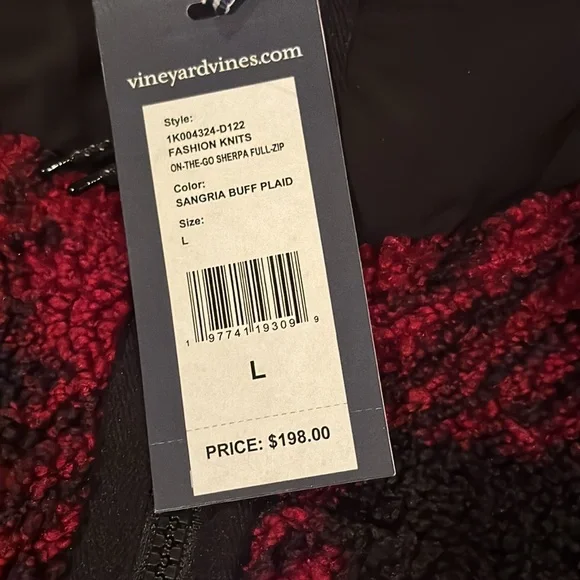 vineyardvines.com
Style:
1K004324-D122
FASHION KNITS
ON-THE-GO SHERPA FULL-ZIP
Color:
SANGRIA BUFF PLAID
Size:
L
1 97741 19309 9
L
PRICE: $198.00